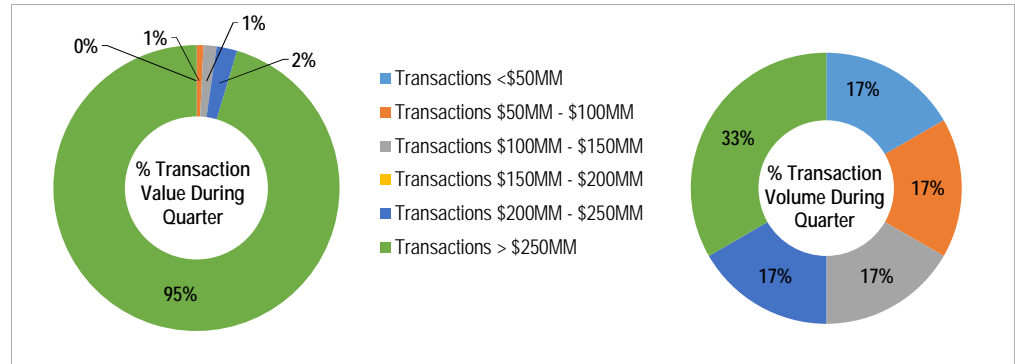 0%
1%
1%
2%
95%
% Transaction
Value During
Quarter
Transactions <$50MM
Transactions $50MM - $100MM
Transactions $100MM - $150MM
Transactions $150MM - $200MM
Transactions $200MM - $250MM
Transactions > $250MM
17%
17%
17%
17%
33%
% Transaction
Volume During
Quarter